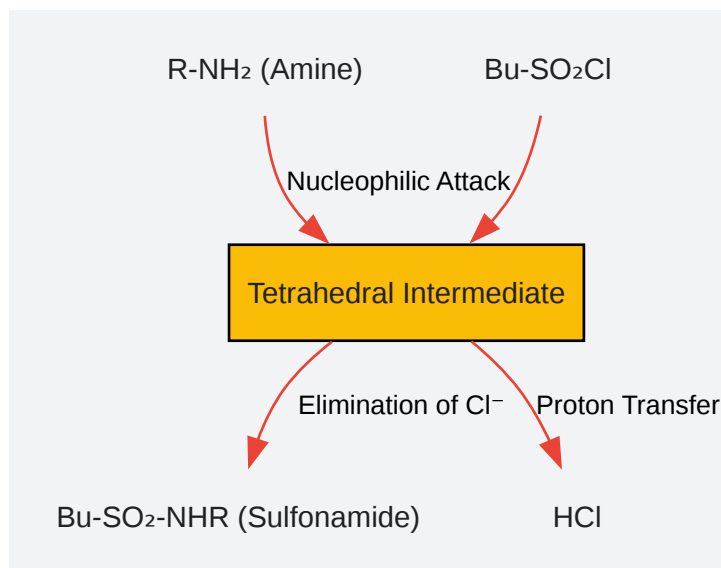 R-NH₂ (Amine)
Bu-SO₂Cl
Nucleophilic Attack
Tetrahedral Intermediate
Elimination of Cl⁻
Proton Transfer
Bu-SO₂-NHR (Sulfonamide)
HCl